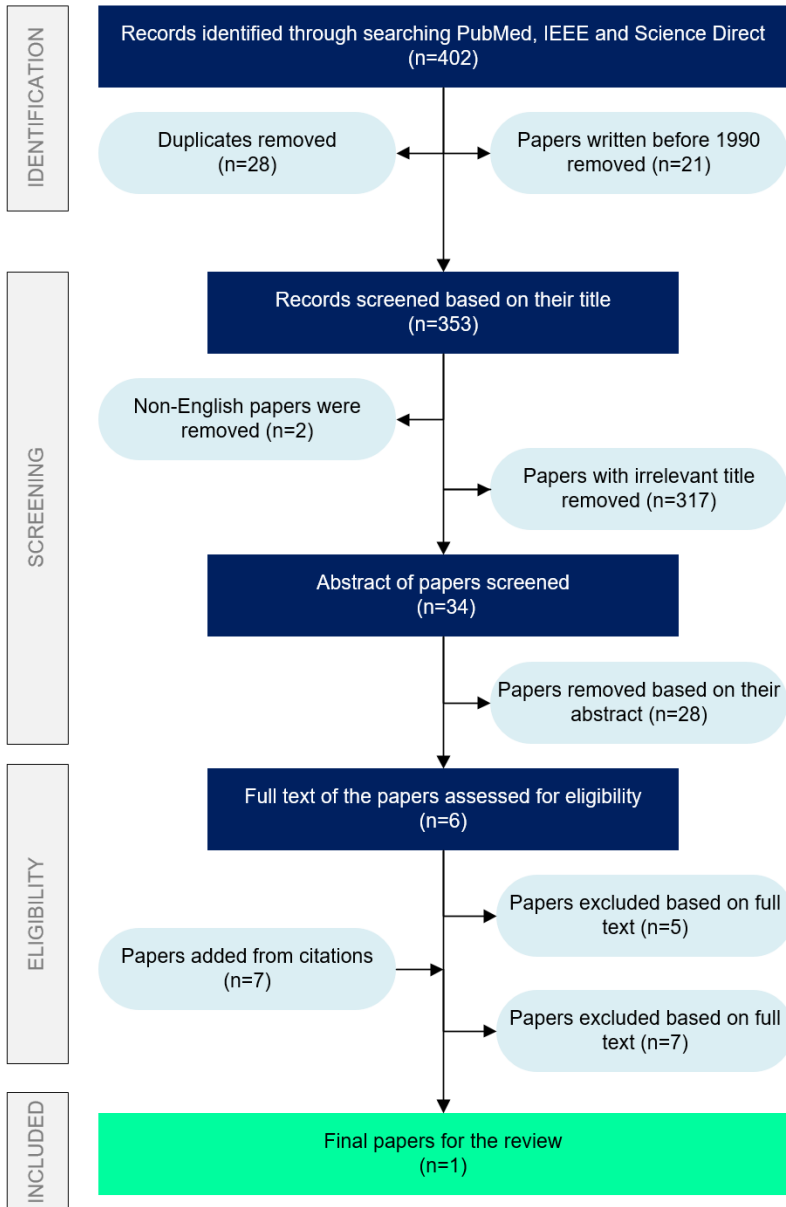 IDENTIFICATION
Records identified through searching PubMed, IEEE and Science Direct
(n=402)
Duplicates removed
(n=28)
Papers written before 1990
removed (n=21)
SCREENING
Records screened based on their title
(n=353)
Non-English papers were
removed (n=2)
Papers with irrelevant title
removed (n=317)
Abstract of papers screened
(n=34)
Papers removed based on their
abstract (n=28)
ELIGIBILITY
Full text of the papers assessed for eligibility
(n=6)
Papers excluded based on full
text (n=5)
Papers added from citations
(n=7)
Papers excluded based on full
text (n=7)
INCLUDED
Final papers for the review
(n=1)